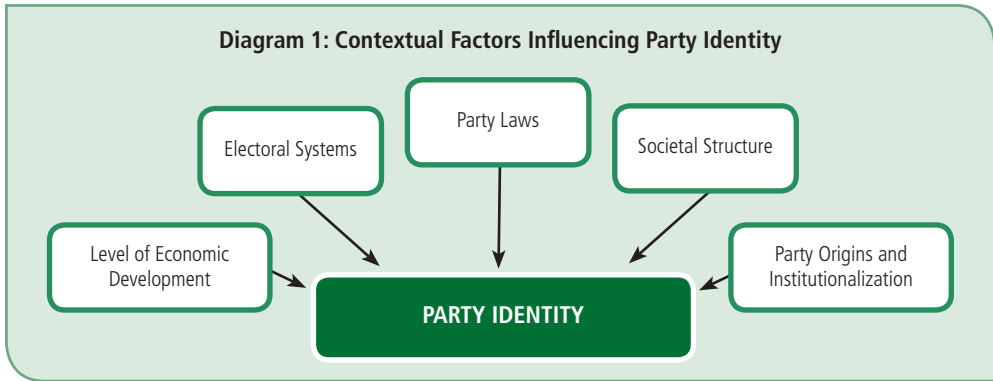 Diagram 1: Contextual Factors Influencing Party Identity
Party Laws
Electoral Systems
Societal Structure
Level of Economic
Development
Party Origins and
Institutionalization
PARTY IDENTITY